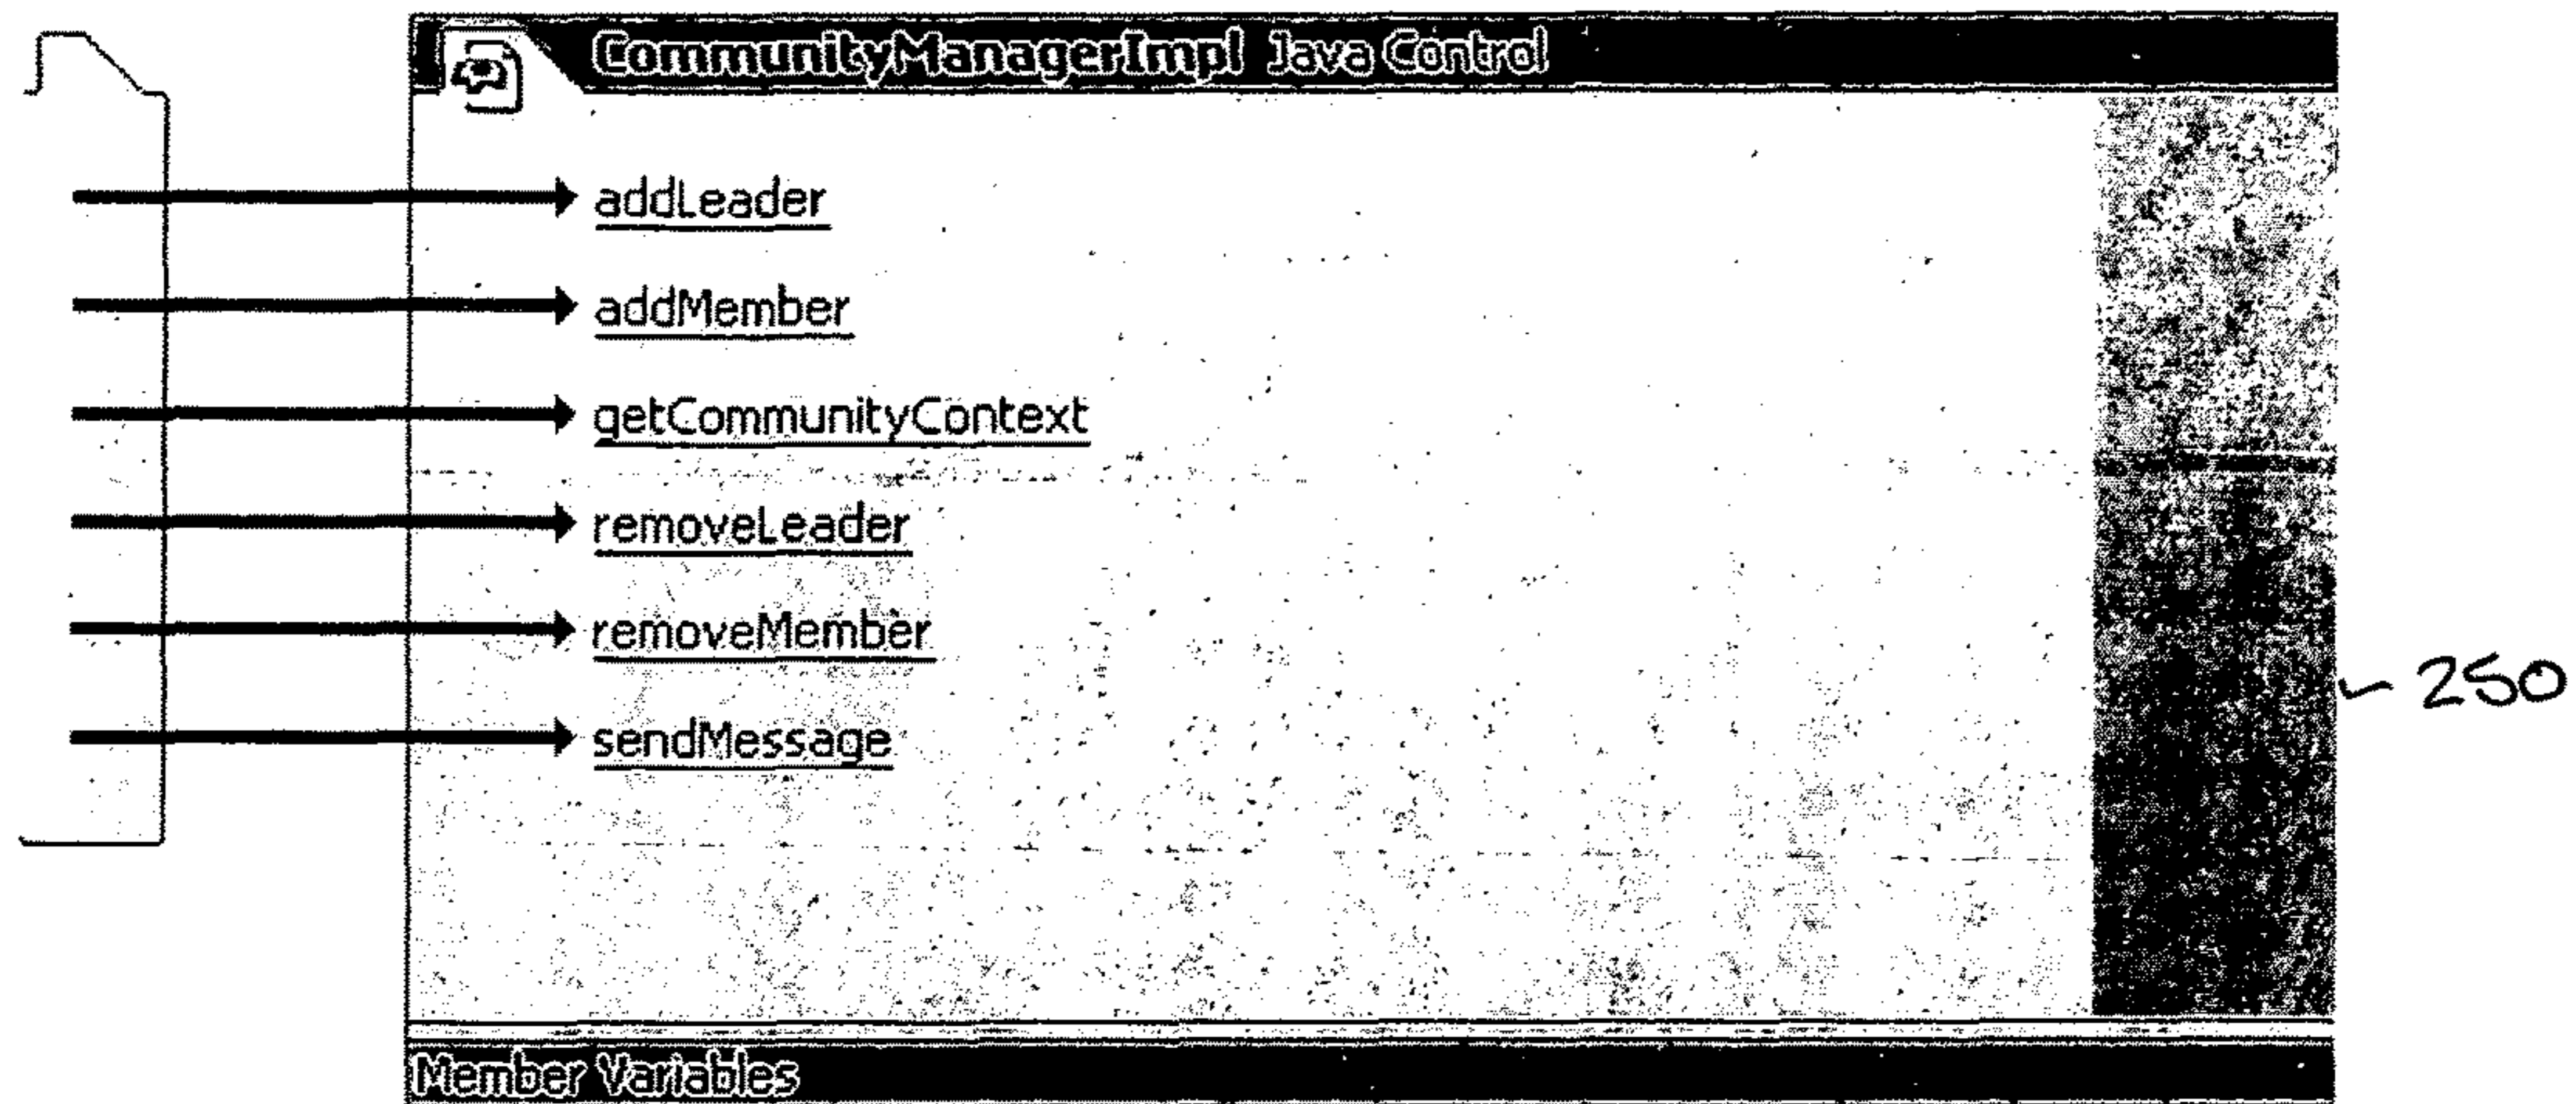 CommunityManagerImpl Java Control
addLeader
addMember
getCommunityContext
removeLeader
removeMember
sendMessage
250
Member Variables